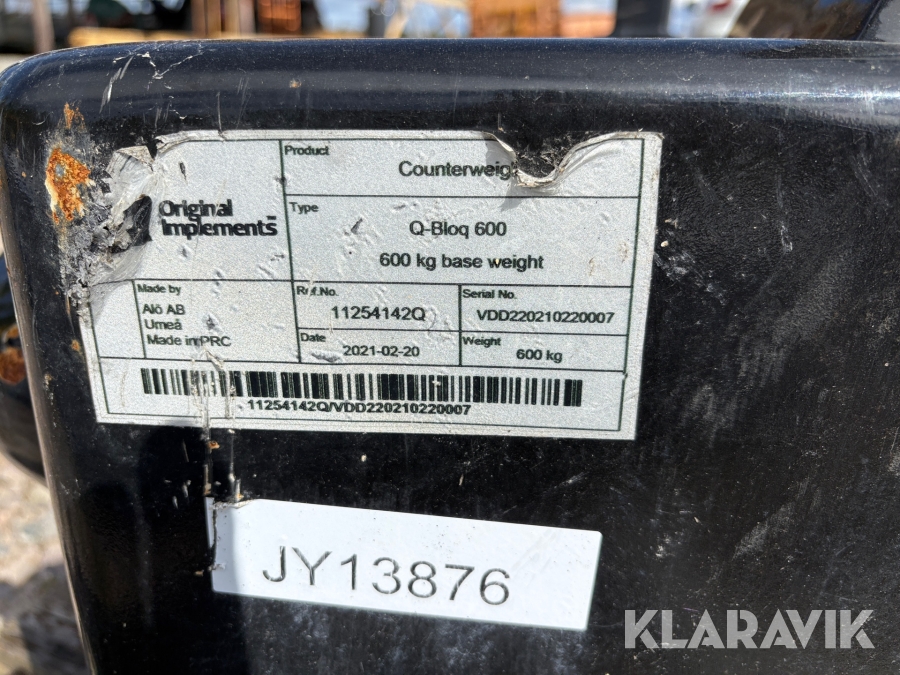 Original
Implements
Product
Type
Q-Bloq 600
600 kg base weight
Made by
Alö AB
Umeå
Made in PRC
Ref.No.
11254142Q
Serial No.
VDD220210220007
Date
2021-02-20
Weight
600 kg
11254142Q/VDD220210220007
JY13876
KLARAVIK